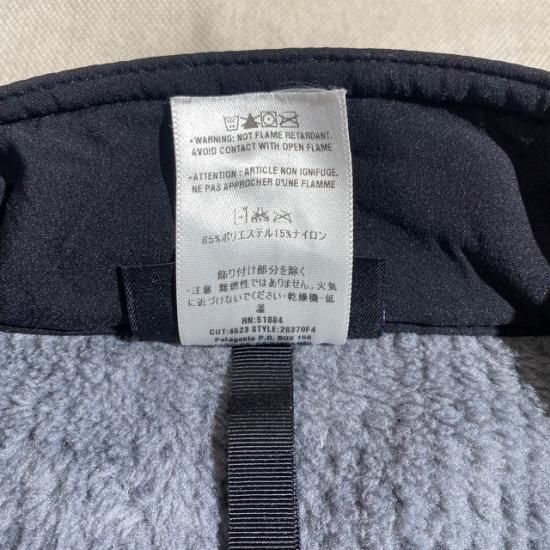 • WARNING: NOT FLAME RETARDANT.
AVOID CONTACT WITH OPEN FLAME
• ATTENTION : ARTICLE NON IGNIFUGE.
NE PAS APPROCHER D'UNE FLAMME
85%ポリエステル15%ナイロン
飾り付け部分を除く
・注意：難燃性ではありません。火気
に近づけないでください・乾燥機-低
温
RN:51884
CUT:4623 STYLE:28370F4
Patagonia P.O. BOX 150